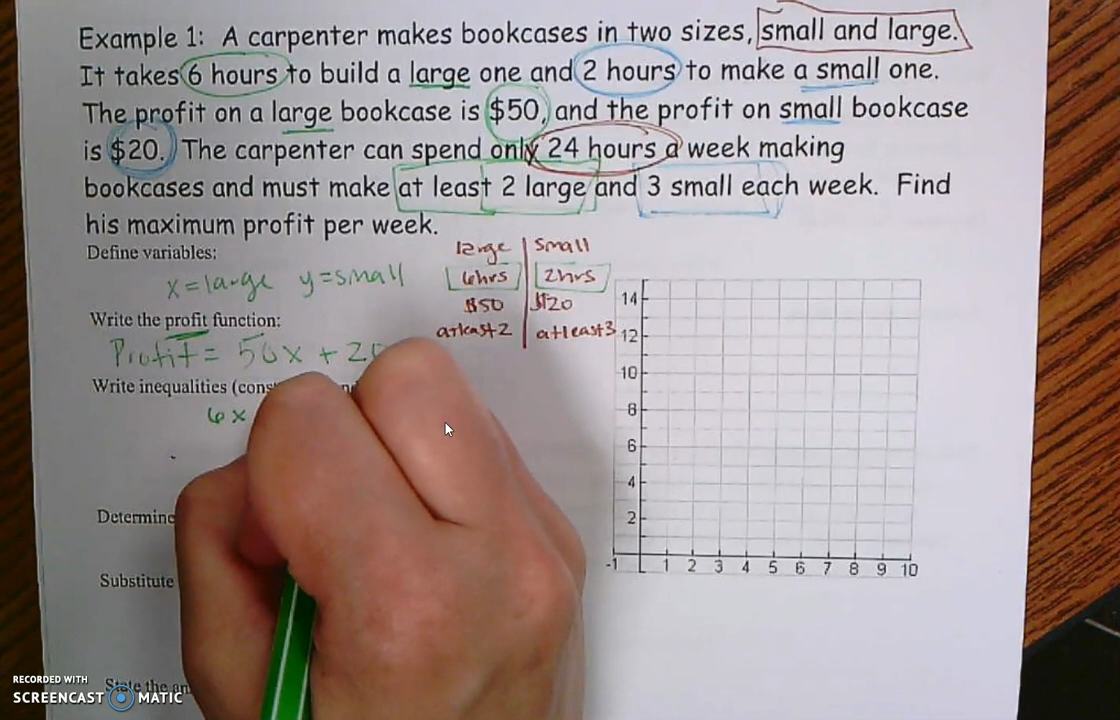 Example 1: A carpenter makes bookcases in two sizes, small and large.
It takes 6 hours to build a large one and 2 hours to make a small one.
The profit on a large bookcase is $50, and the profit on small bookcase
is $20. The carpenter can spend only 24 hours a week making
bookcases and must make at least 2 large and 3 small each week. Find
his maximum profit per week.
Define variables:
x=large y=small
large small
6hrs 2hrs
$50 $20
atleast2 atleast3
Write the profit function:
Profit = 50x + 20
Write inequalities
6x
Determine
Substitute
State the
14
12
10
8
6
4
2
-1 1 2 3 4 5 6 7 8 9 10
RECORDED WITH
SCREENCAST MATIC